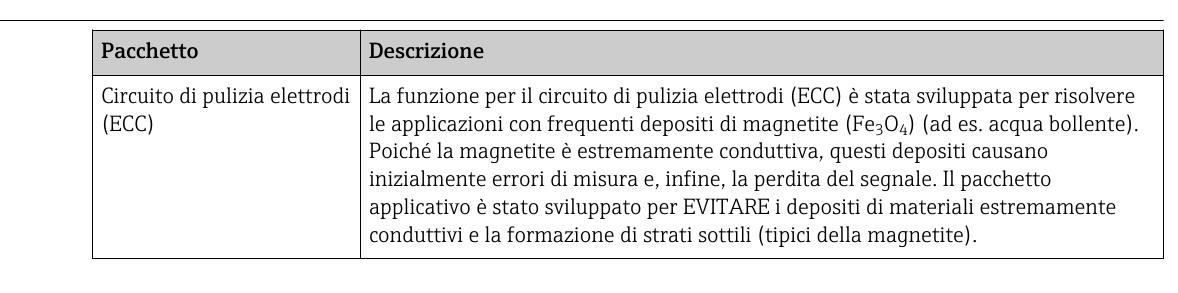 Pacchetto Descrizione
Circuito di pulizia elettrodi
(ECC)
La funzione per il circuito di pulizia elettrodi (ECC) è stata sviluppata per risolvere
le applicazioni con frequenti depositi di magnetite (Fe₃O₄) (ad es. acqua bollente).
Poiché la magnetite è estremamente conduttiva, questi depositi causano
inizialmente errori di misura e, infine, la perdita del segnale. Il pacchetto
applicativo è stato sviluppato per EVITARE i depositi di materiali estremamente
conduttivi e la formazione di strati sottili (tipici della magnetite).